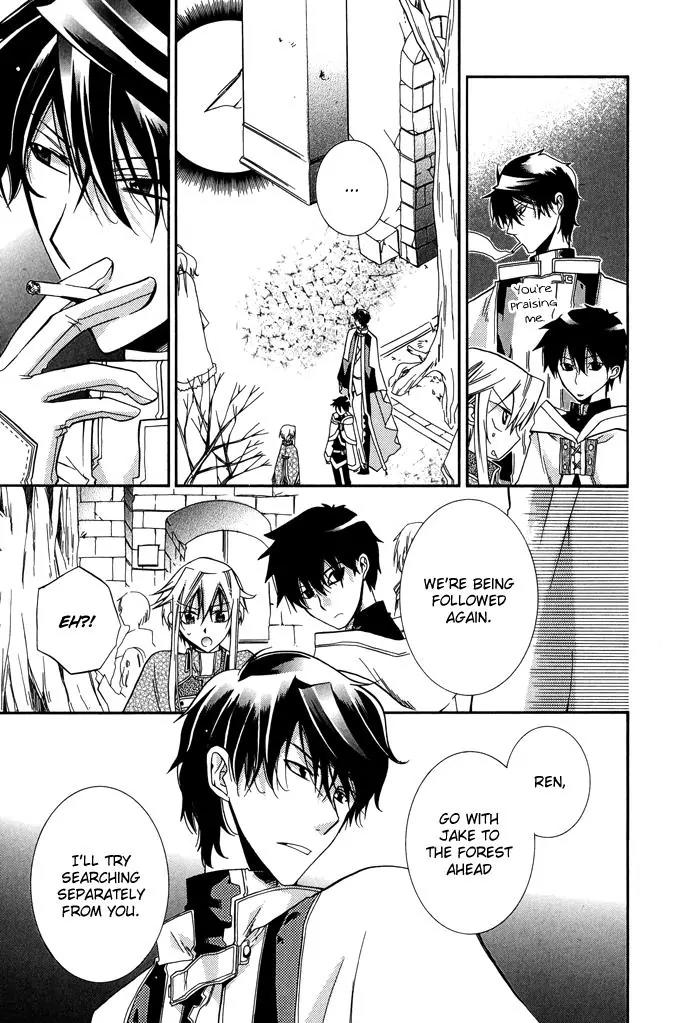 You're
praising
me
...
WE'RE BEING
FOLLOWED
AGAIN.
EH?!
REN,
GO WITH
JAKE TO
THE FOREST
AHEAD
I'LL TRY
SEARCHING
SEPARATELY
FROM YOU.